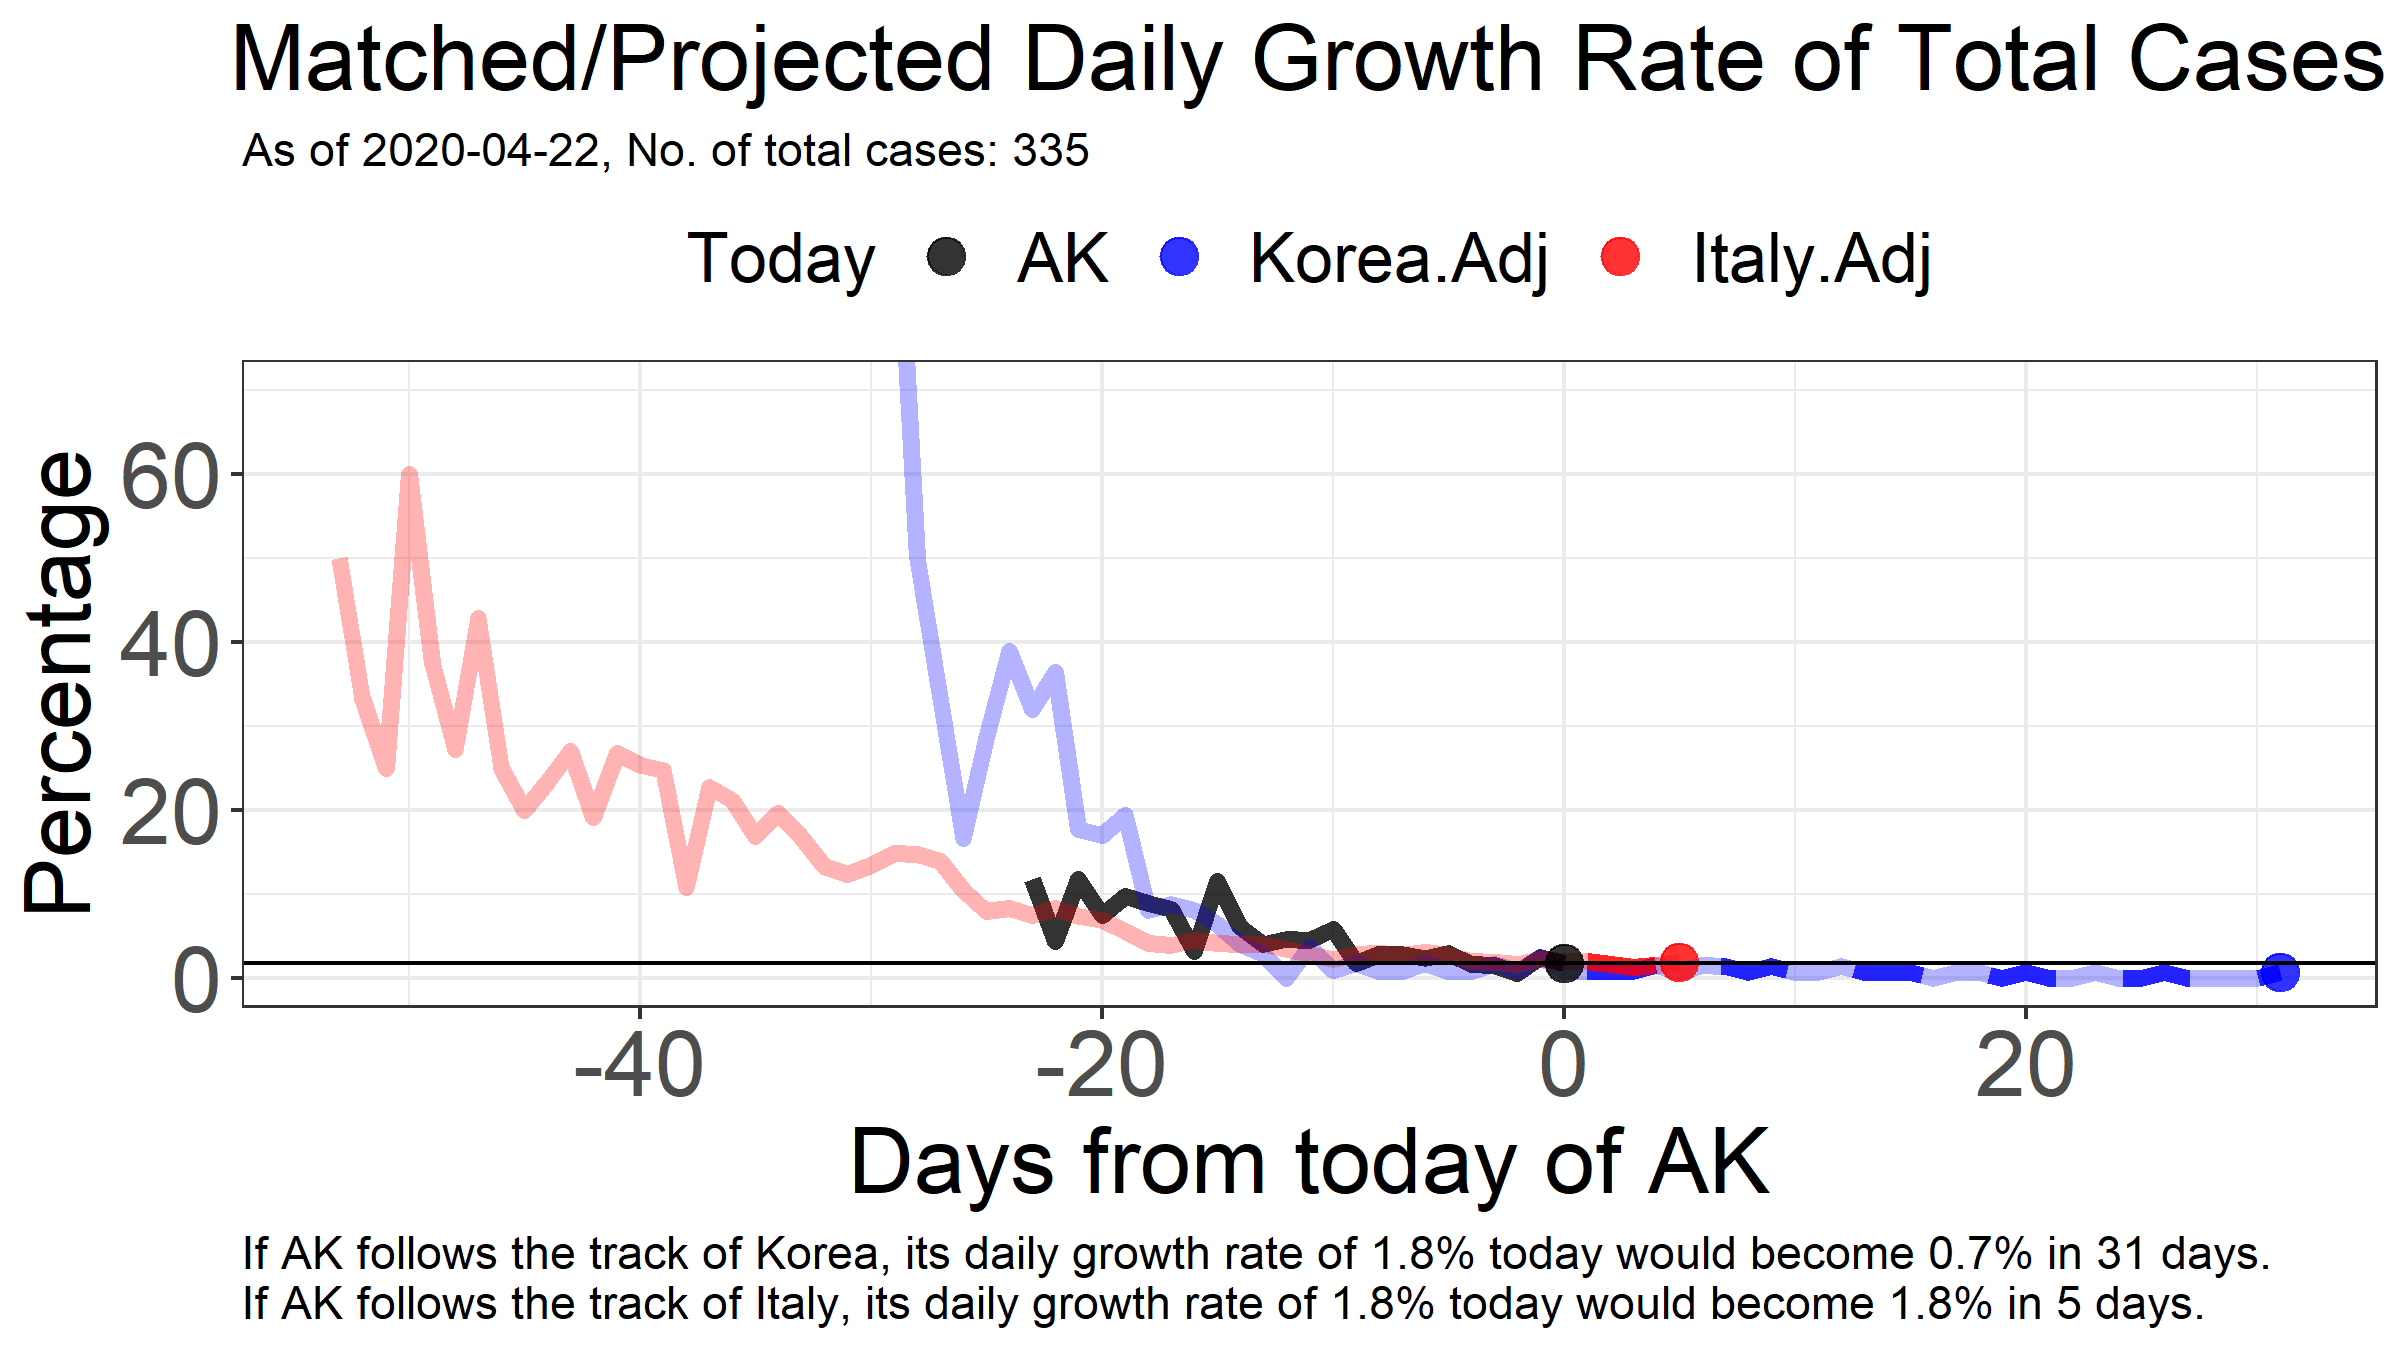 Matched/Projected Daily Growth Rate of Total Cases
As of 2020-04-22, No. of total cases: 335
Today AK Korea.Adj Italy.Adj
Percentage
60
40
20
0
-40 -20 0 20
Days from today of AK
If AK follows the track of Korea, its daily growth rate of 1.8% today would become 0.7% in 31 days.
If AK follows the track of Italy, its daily growth rate of 1.8% today would become 1.8% in 5 days.